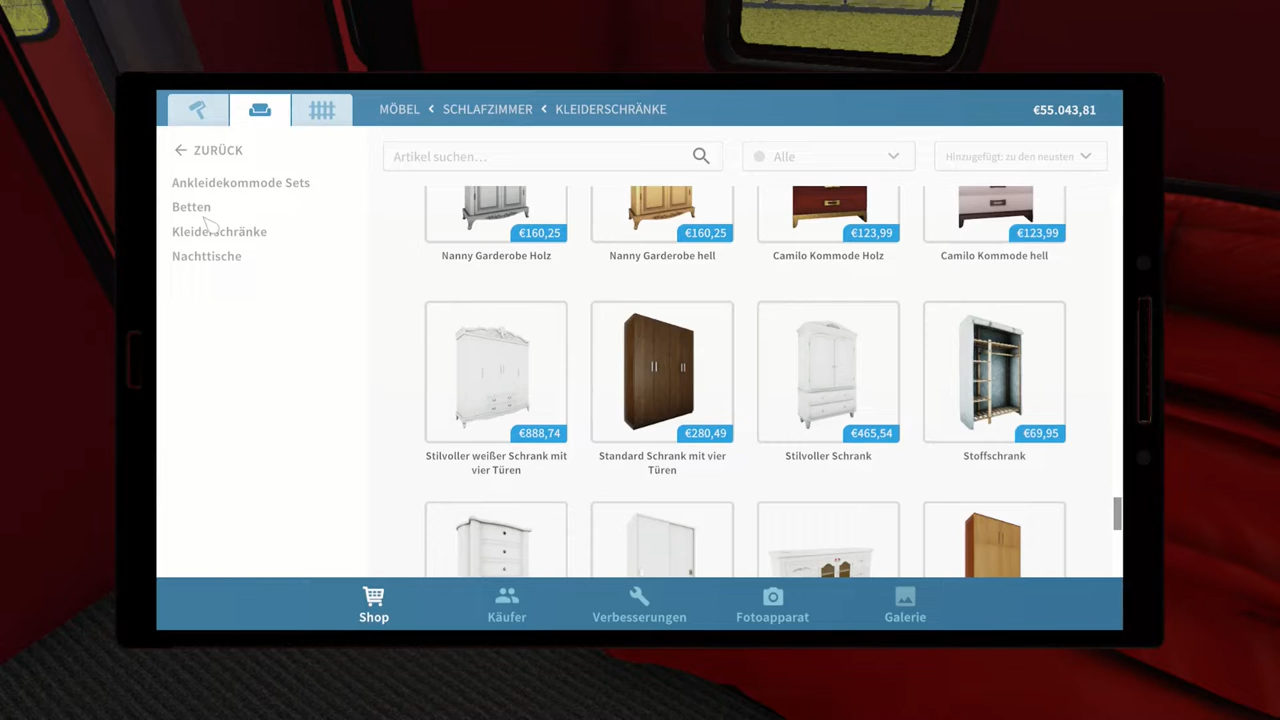 MÖBEL < SCHLAFZIMMER < KLEIDERSCHRÄNKE
€55.043,81
ZURÜCK
Artikel suchen...
Alle
Hinzugefügt: zu den neusten
Ankleidekommode Sets
Betten
Kleiderschränke
Nachttische
€160,25
€160,25
€123,99
€123,99
Nanny Garderobe Holz
Nanny Garderobe hell
Camilo Kommode Holz
Camilo Kommode hell
€888,74
€280,49
€465,54
€69,95
Stilvoller weißer Schrank mit
vier Türen
Standard Schrank mit vier
Türen
Stilvoller Schrank
Stoffschrank
Shop
Käufer
Verbesserungen
Fotoapparat
Galerie